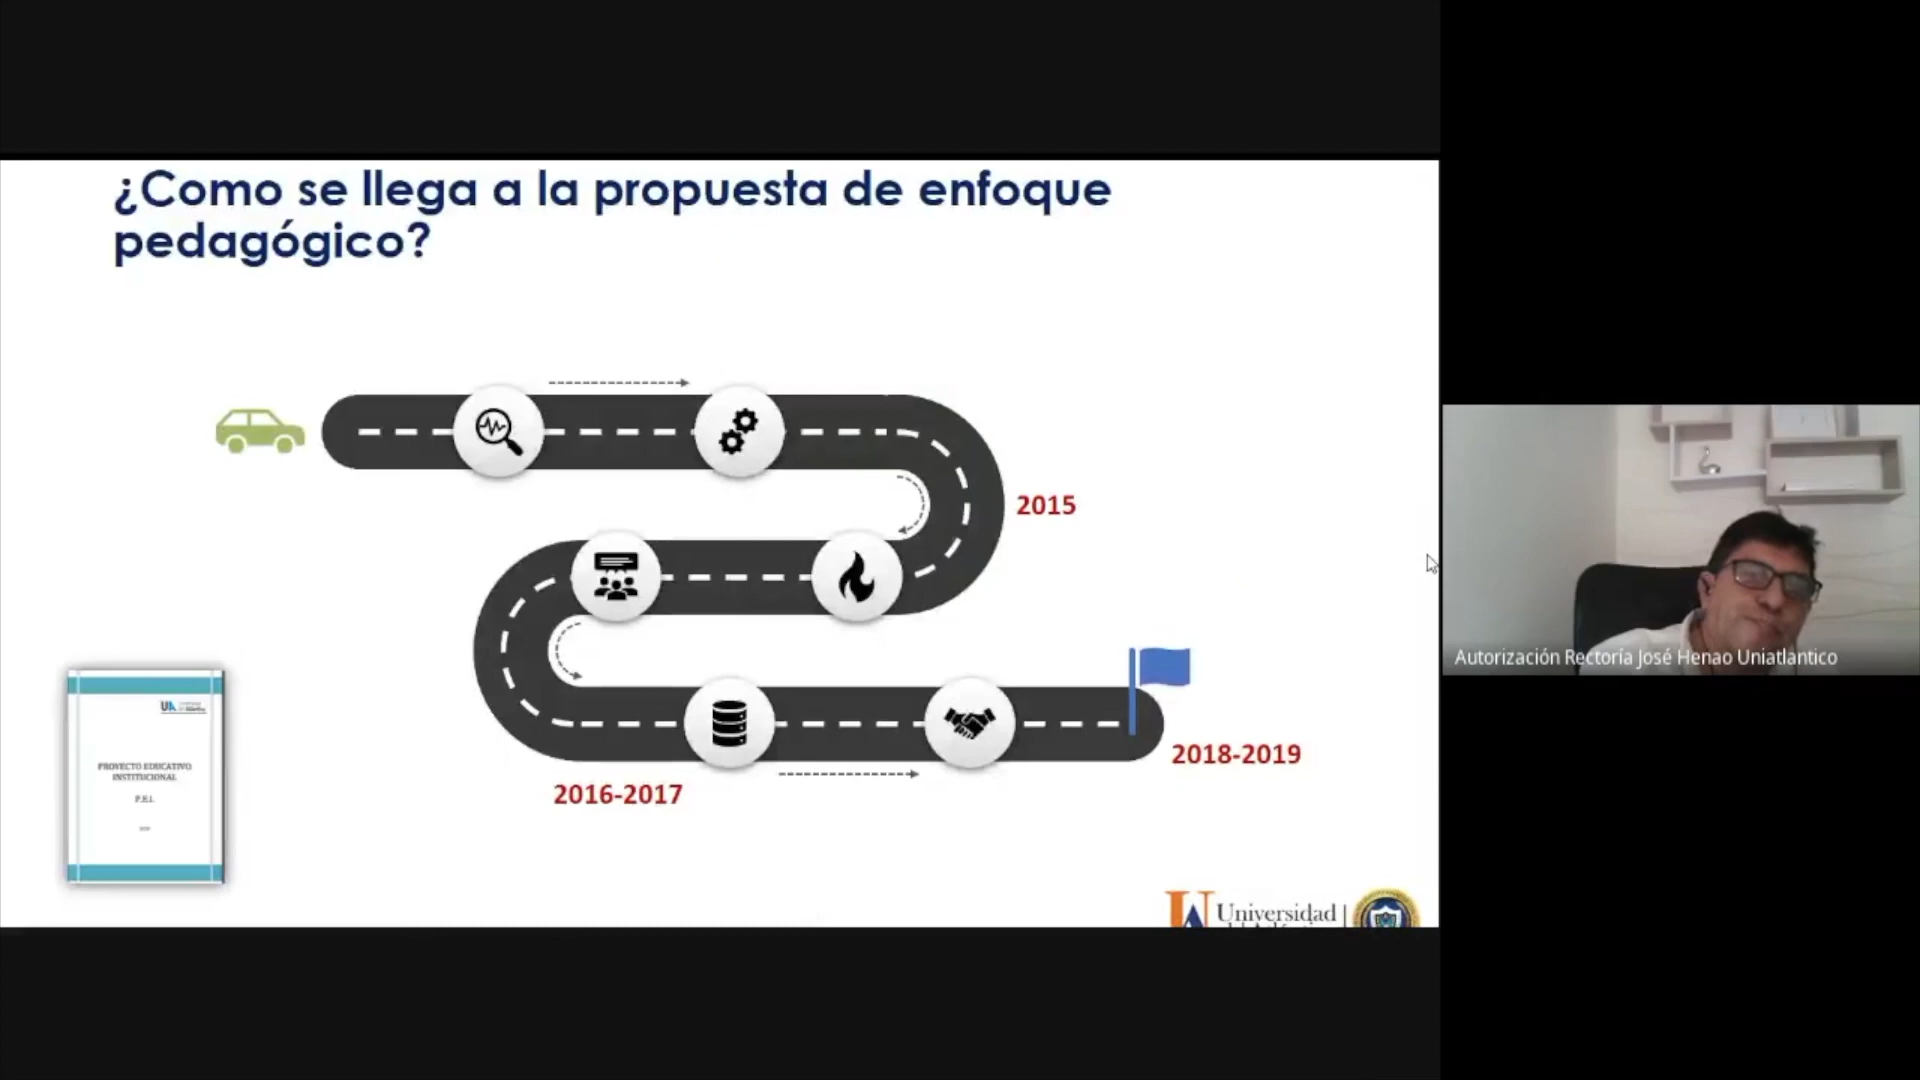 ¿Como se llega a la propuesta de enfoque
pedagógico?
2015
2016-2017
2018-2019
UA
PROYECTO EDUCATIVO
INSTITUCIONAL
P.E.I.
Universidad
Autorización Rectoría José Henao Uniatlantico